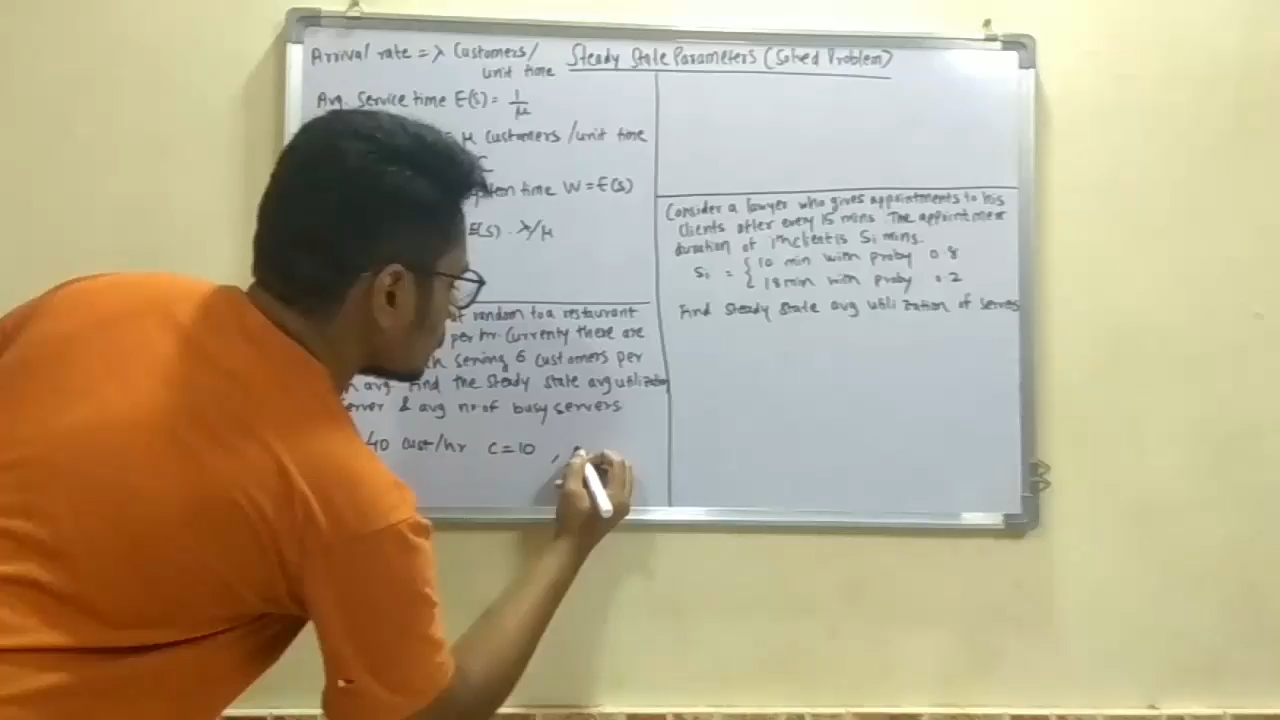 Arrival rate = λ Customers/
unit time
Steady State Parameters (Solved Problem)
Avg. Service time E(s) = 1/μ
μ Customers /unit time
time W = E(s)
E(s) . λ/μ
random to a restaurant
per hr. Currenty there are
serving 6 customers per
avg. Find the steady state avg utilization
server & avg no of busy servers
40 cust/hr c = 10 ,
Consider a lawyer who gives appointments to his
clients after every 15 mins. The appointment
duration of ith client is Si mins.
Si = { 10 min with proby 0.8
18 min with proby 0.2
Find steady state avg utilization of server